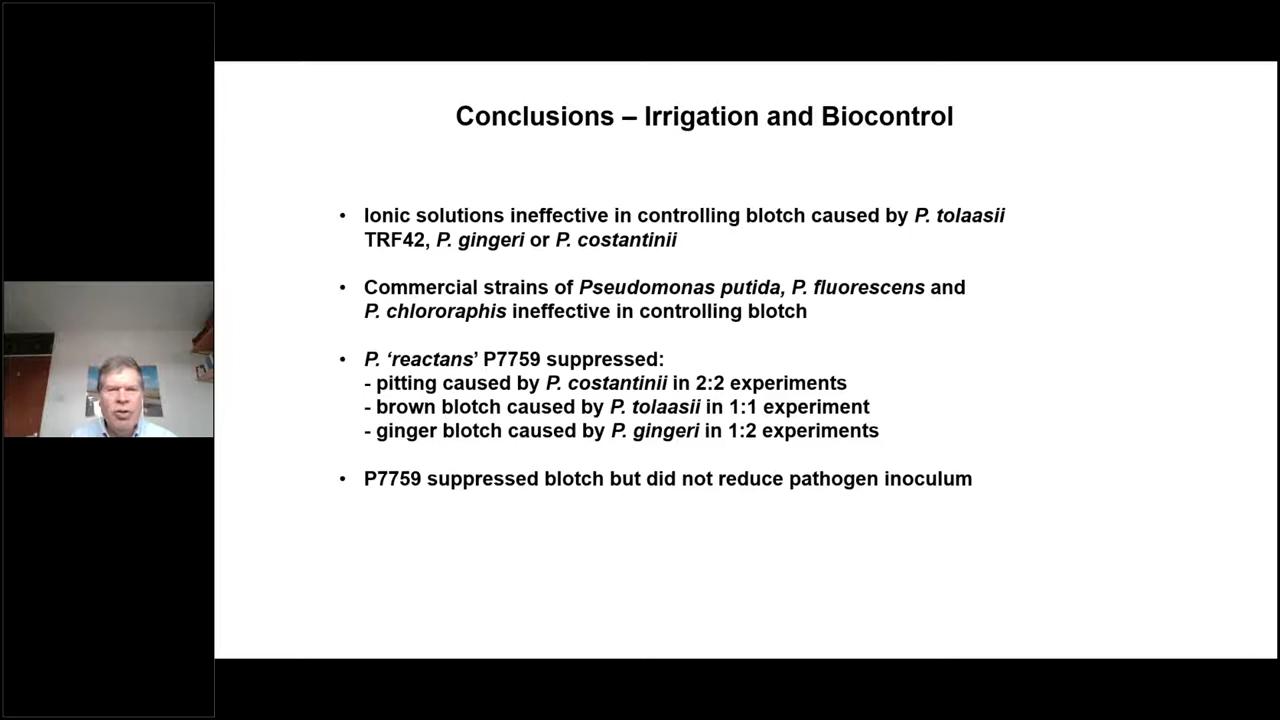 Conclusions – Irrigation and Biocontrol
• Ionic solutions ineffective in controlling blotch caused by P. tolaasii
TRF42, P. gingeri or P. costantinii
• Commercial strains of Pseudomonas putida, P. fluorescens and
P. chlororaphis ineffective in controlling blotch
• P. ‘reactans’ P7759 suppressed:
- pitting caused by P. costantinii in 2:2 experiments
- brown blotch caused by P. tolaasii in 1:1 experiment
- ginger blotch caused by P. gingeri in 1:2 experiments
• P7759 suppressed blotch but did not reduce pathogen inoculum